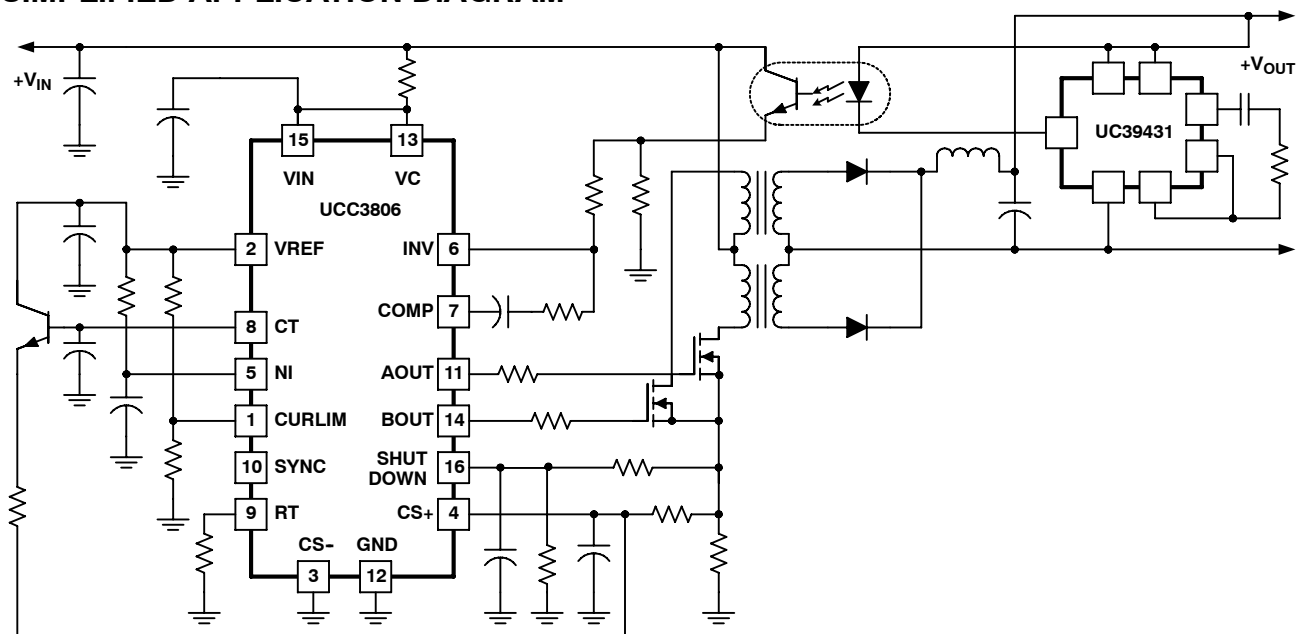 SIMPLIFIED APPLICATION DIAGRAM
+VIN
+VOUT
UC39431
15
13
VIN
VC
UCC3806
2 VREF
INV 6
COMP 7
8 CT
5 NI
AOUT 11
1 CURLIM
BOUT 14
10 SYNC
SHUT
DOWN
16
9 RT
CS+ 4
CS- GND
3
12